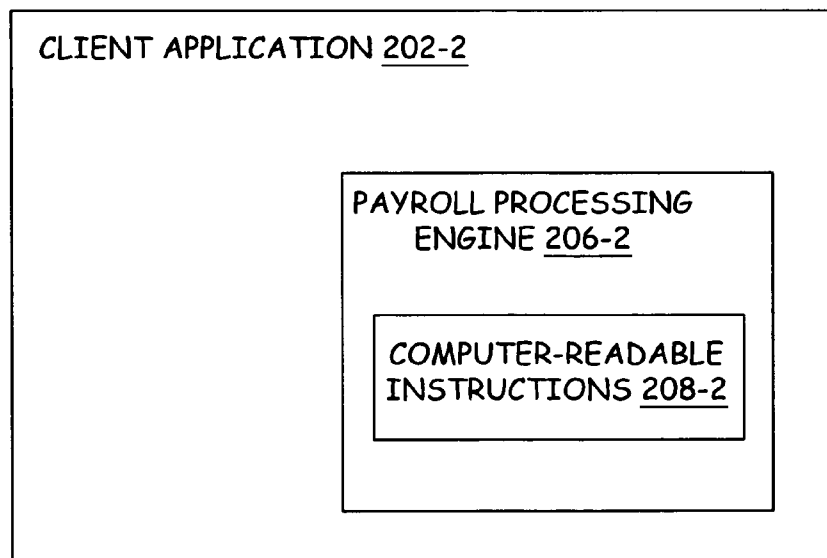 CLIENT APPLICATION 202-2
PAYROLL PROCESSING
ENGINE 206-2
COMPUTER-READABLE
INSTRUCTIONS 208-2